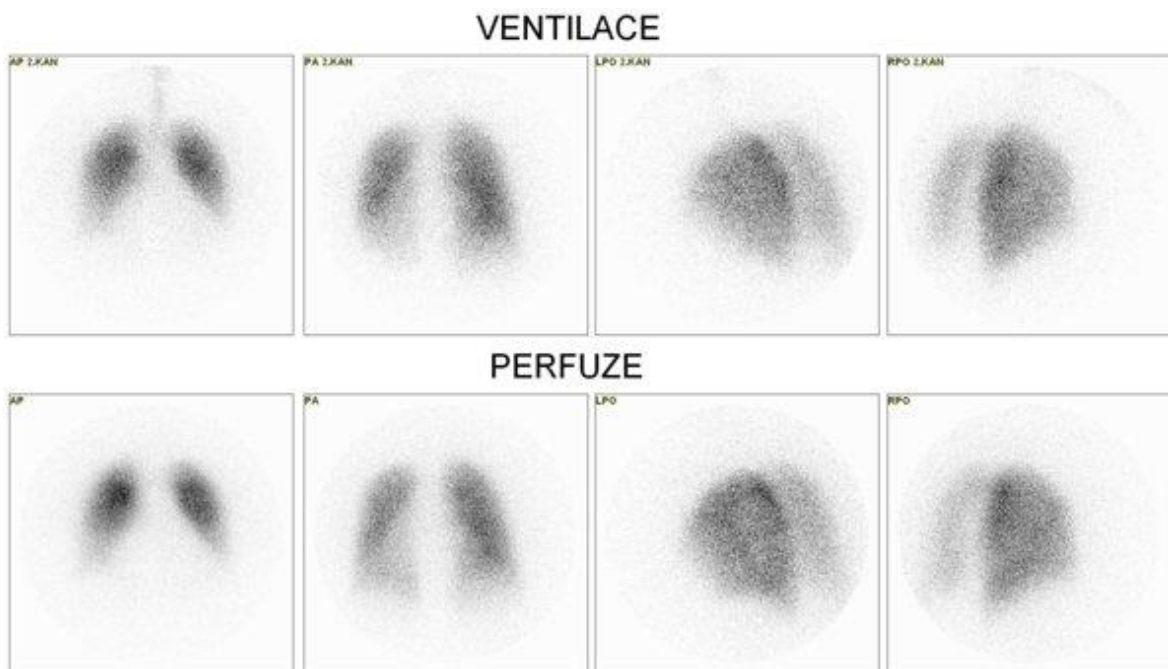 VENTILACE
AP 2.KAN PA 2.KAN LPO 2.KAN RPO 2.KAN
PERFUZE
AP PA LPO RPO